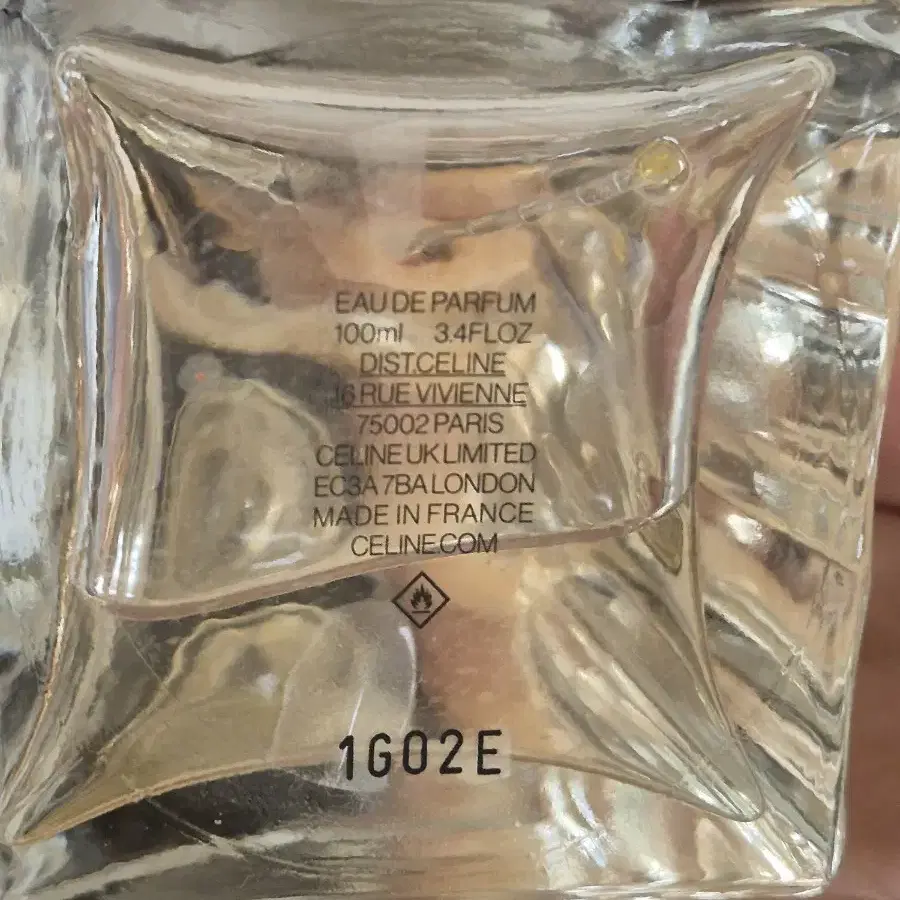 EAU DE PARFUM
100ml 3.4FLOZ
DIST.CELINE
16 RUE VIVIENNE
75002 PARIS
CELINE UK LIMITED
EC3A 7BA LONDON
MADE IN FRANCE
CELINE.COM
1G02E